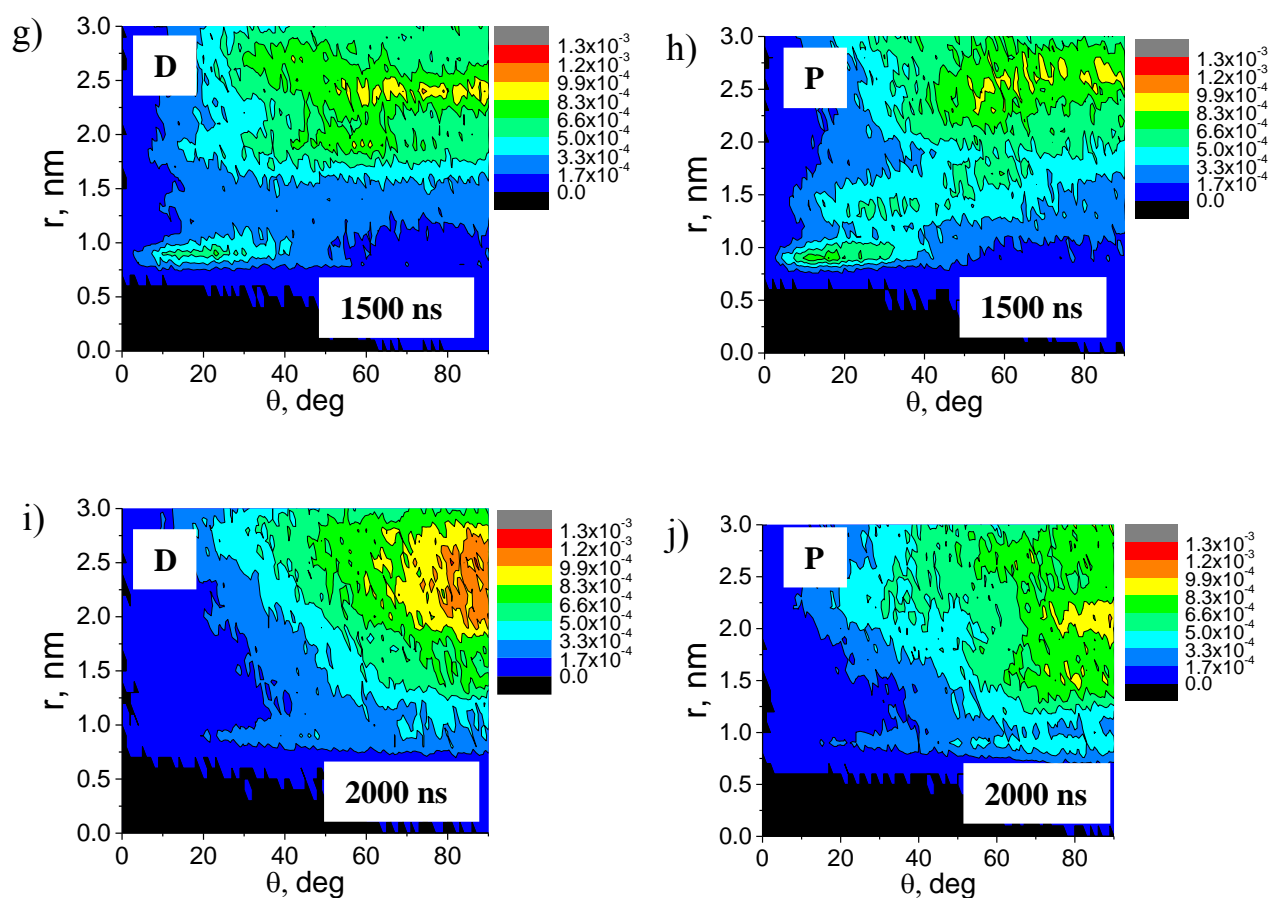 g)
D
1500 ns
r, nm
3.0
2.5
2.0
1.5
1.0
0.5
0.0
0 20 40 60 80
θ, deg
1.3x10⁻³
1.2x10⁻³
9.9x10⁻⁴
8.3x10⁻⁴
6.6x10⁻⁴
5.0x10⁻⁴
3.3x10⁻⁴
1.7x10⁻⁴
0.0
h)
P
1500 ns
r, nm
3.0
2.5
2.0
1.5
1.0
0.5
0.0
0 20 40 60 80
θ, deg
1.3x10⁻³
1.2x10⁻³
9.9x10⁻⁴
8.3x10⁻⁴
6.6x10⁻⁴
5.0x10⁻⁴
3.3x10⁻⁴
1.7x10⁻⁴
0.0
i)
D
2000 ns
r, nm
3.0
2.5
2.0
1.5
1.0
0.5
0.0
0 20 40 60 80
θ, deg
1.3x10⁻³
1.2x10⁻³
9.9x10⁻⁴
8.3x10⁻⁴
6.6x10⁻⁴
5.0x10⁻⁴
3.3x10⁻⁴
1.7x10
0.0
j)
P
2000 ns
r, nm
3.0
2.5
2.0
1.5
1.0
0.5
0.0
0 20 40 60 80
θ, deg
1.3x10⁻³
1.2x10⁻³
9.9x10⁻⁴
8.3x10⁻⁴
6.6x10⁻⁴
5.0x10⁻⁴
3.3x10⁻⁴
1.7x10⁻⁴
0.0